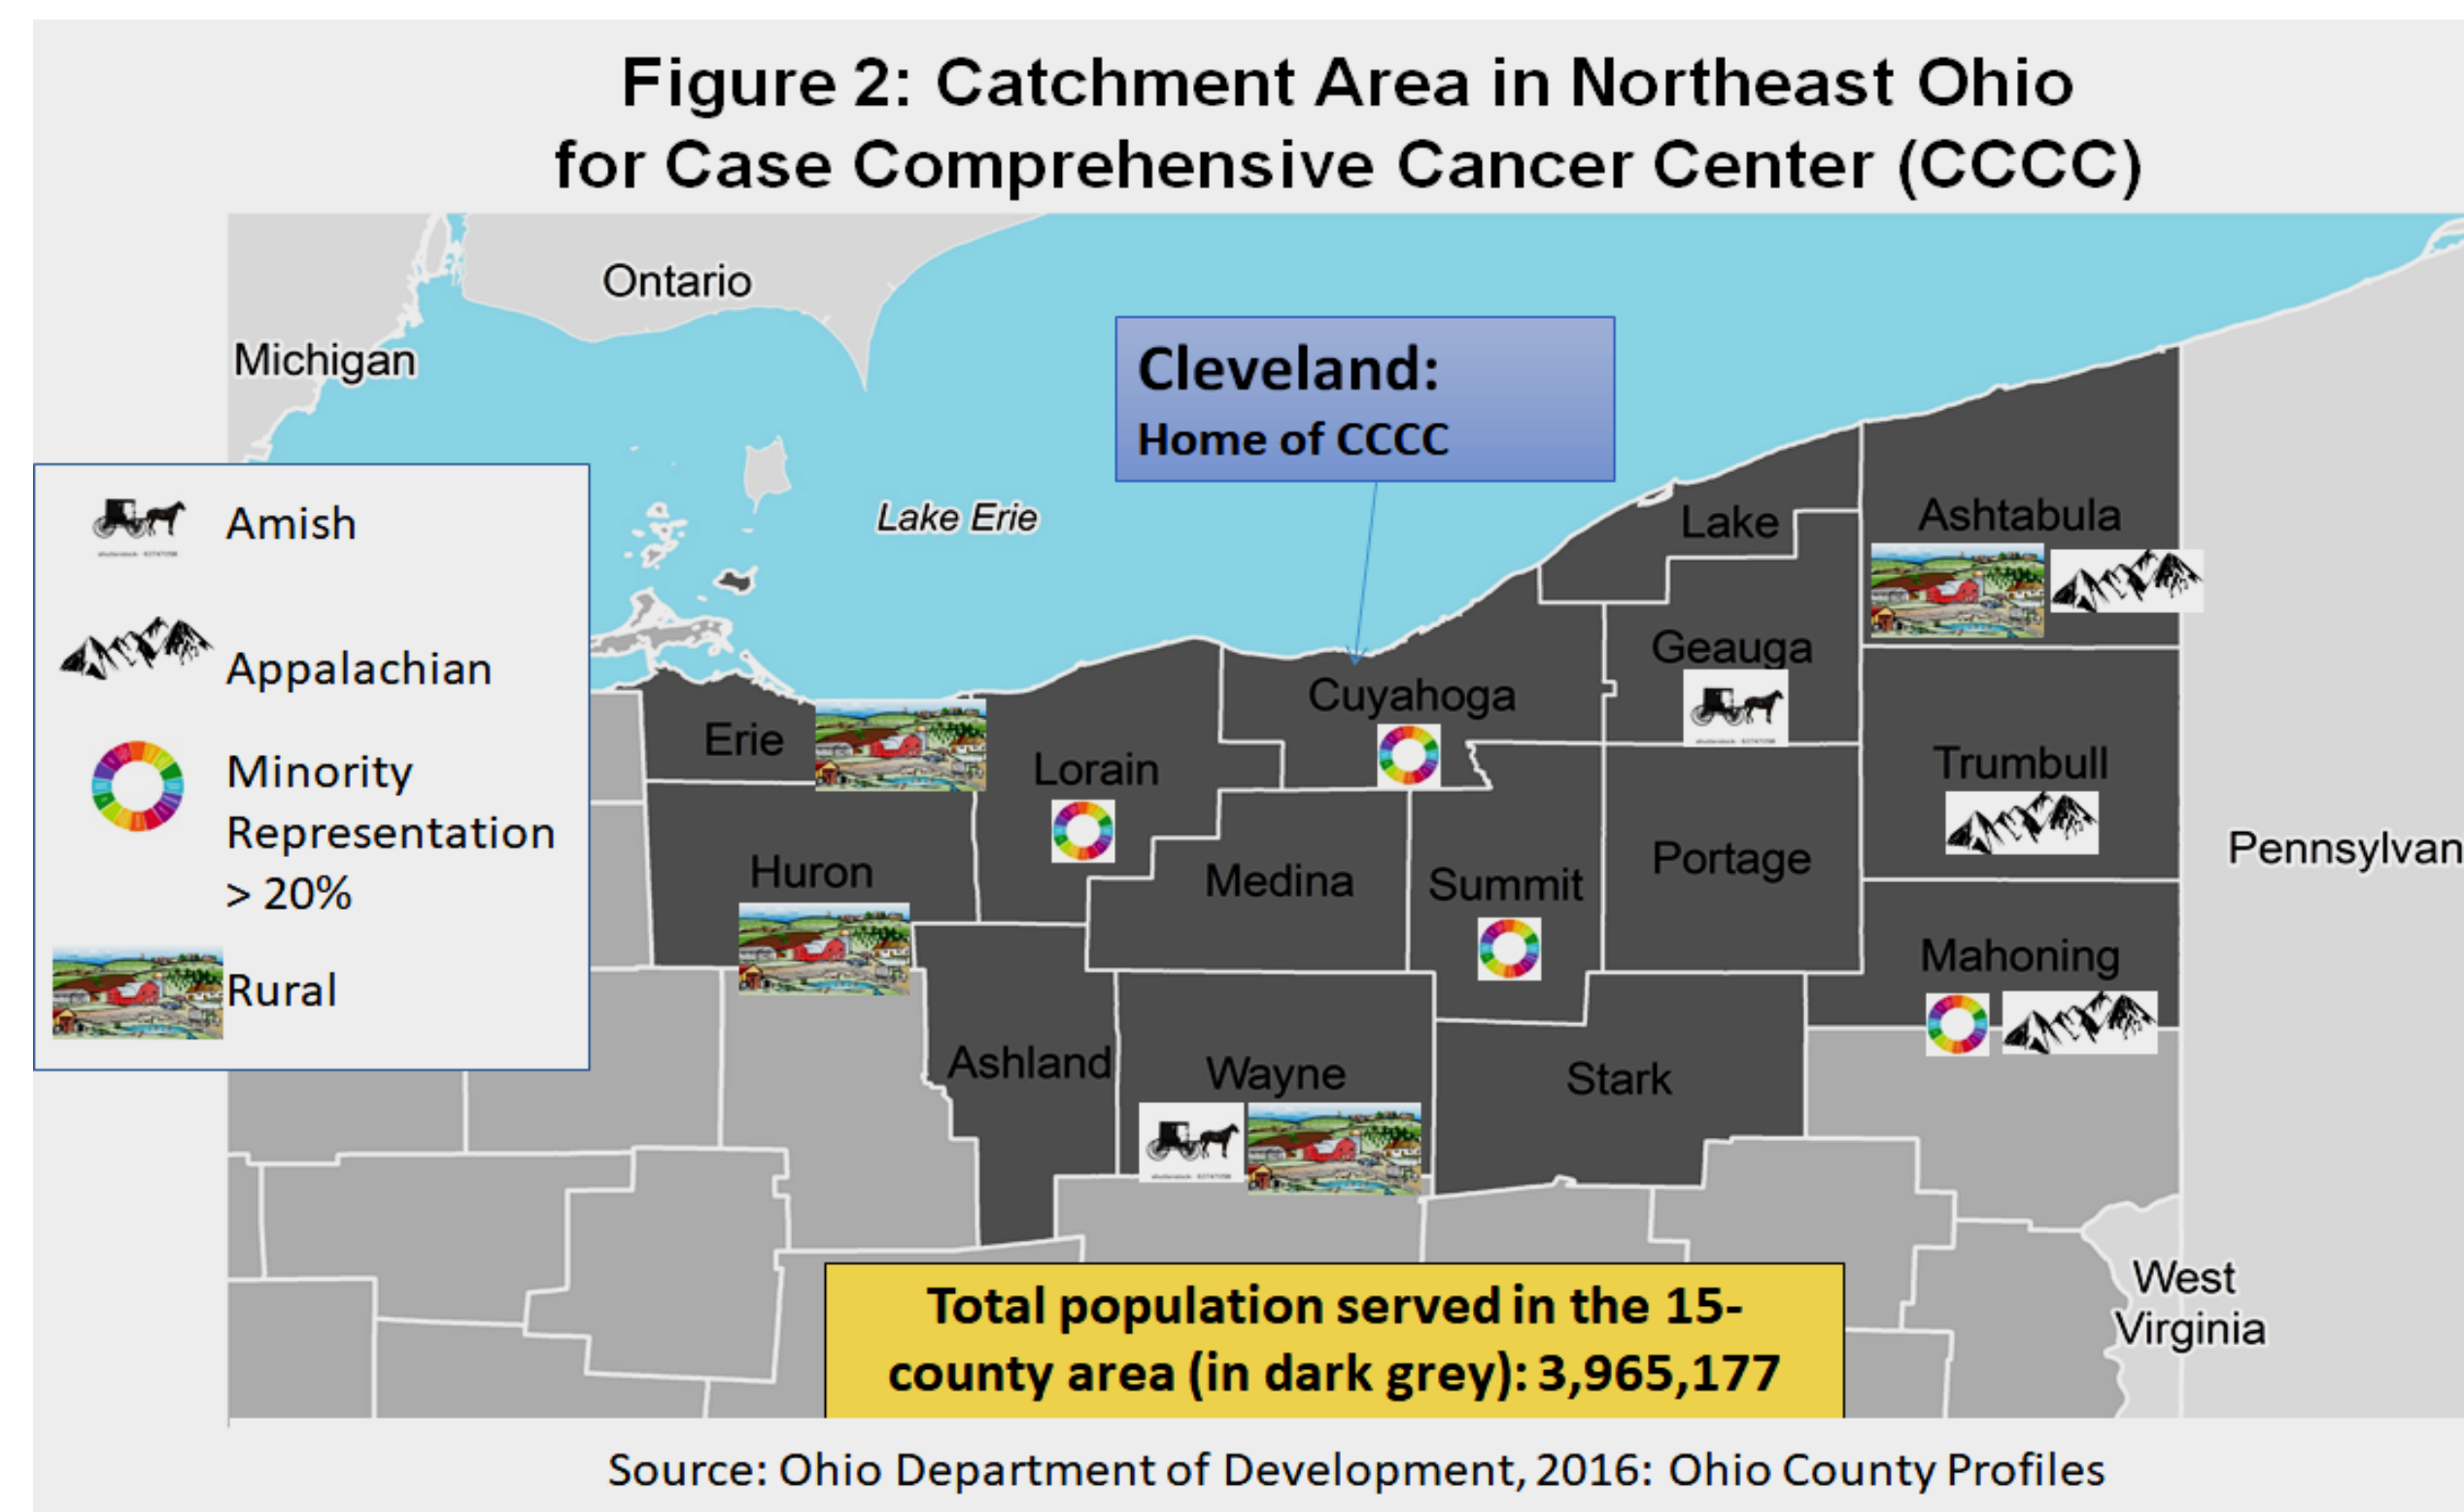 Figure 2: Catchment Area in Northeast Ohio
for Case Comprehensive Cancer Center (CCCC)
Ontario
Michigan
Cleveland:
Home of CCCC
Lake Erie
Amish
Appalachian
Minority
Representation
> 20%
Rural
Lake
Ashtabula
Geauga
Cuyahoga
Erie
Lorain
Trumbull
Pennsylvan
Huron
Medina
Summit
Portage
Mahoning
Ashland
Wayne
Stark
West
Virginia
Total population served in the 15-
county area (in dark grey): 3,965,177
Source: Ohio Department of Development, 2016: Ohio County Profiles